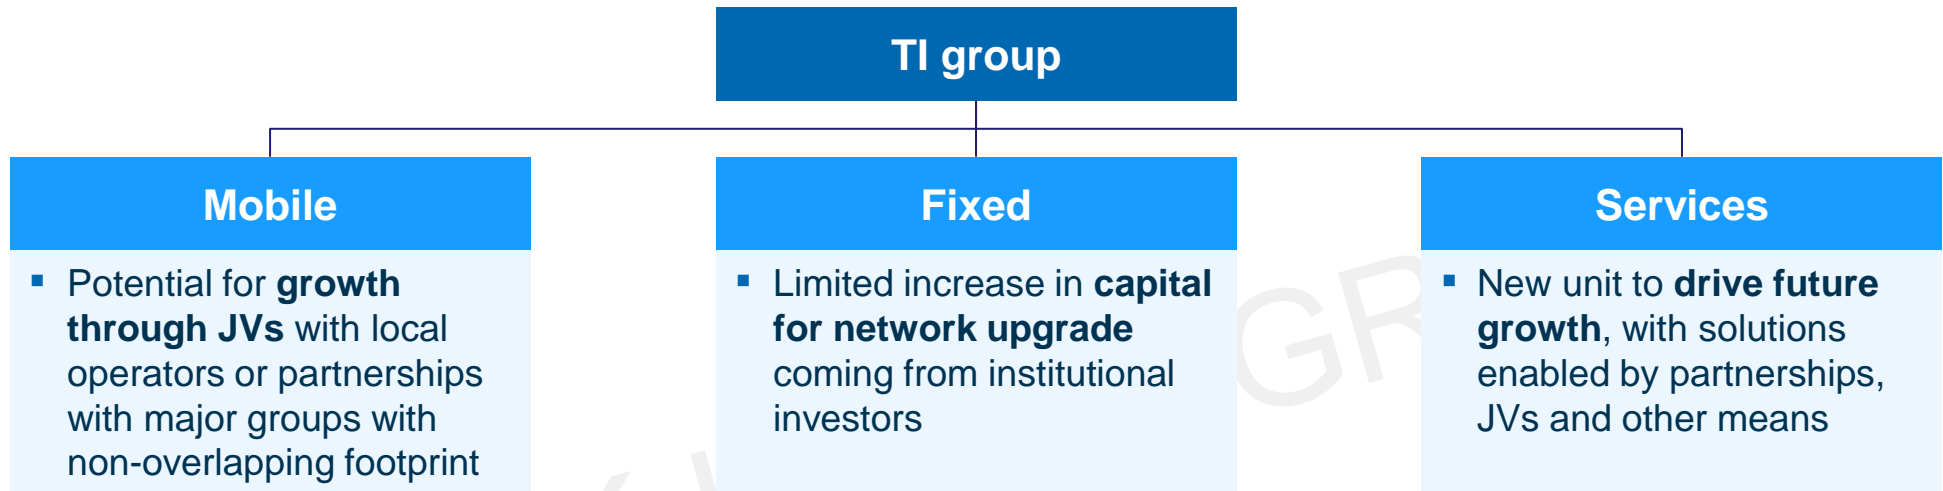 TI group
Mobile
▪ Potential for growth
through JVs with local
operators or partnerships
with major groups with
non-overlapping footprint
Fixed
▪ Limited increase in capital
for network upgrade
coming from institutional
investors
Services
▪ New unit to drive future
growth, with solutions
enabled by partnerships,
JVs and other means